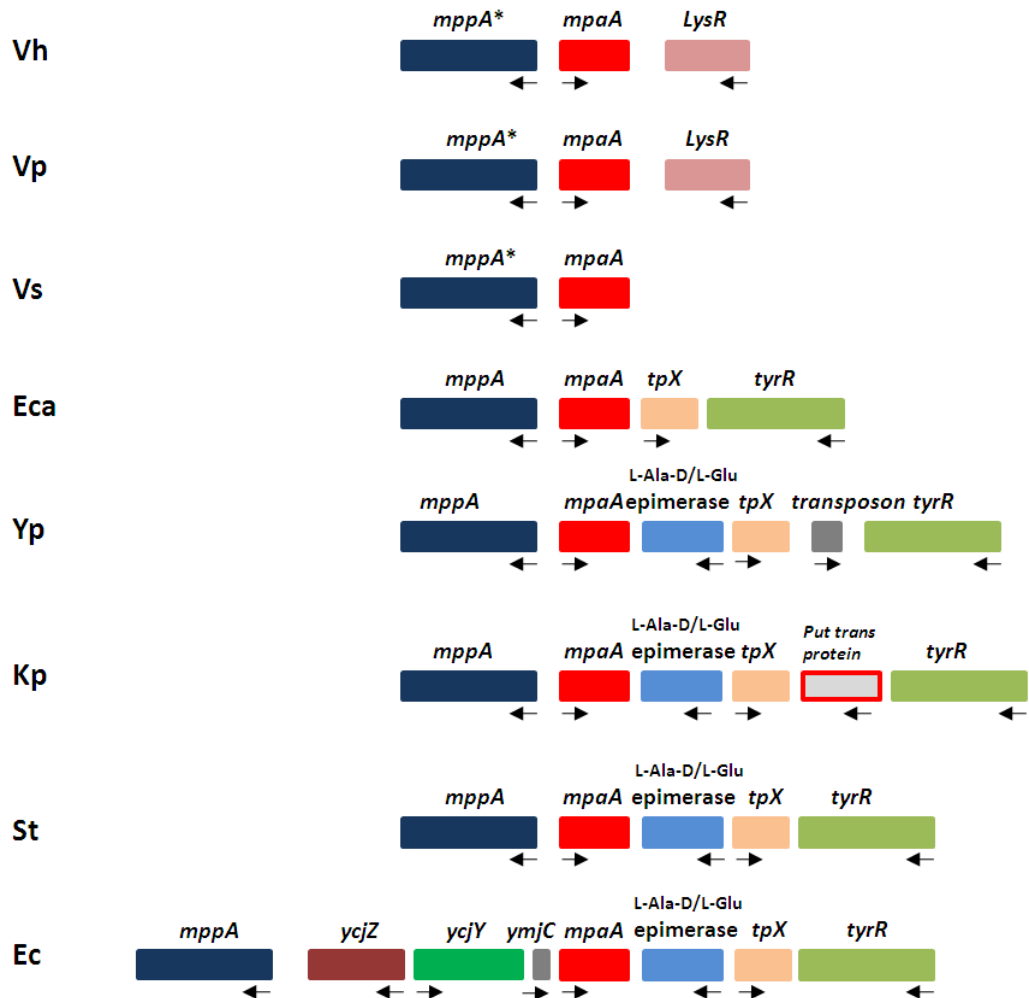 mppA* mpaA LysR
Vh
mppA* mpaA LysR
Vp
mppA* mpaA
Vs
mppA mpaA tpX tyrR
Eca
L-Ala-D/L-Glu
mppA mpaA epimerase tpX transposon tyrR
Yp
L-Ala-D/L-Glu Put trans
mppA mpaA epimerase tpX protein tyrR
Kp
L-Ala-D/L-Glu
mppA mpaA epimerase tpX tyrR
St
L-Ala-D/L-Glu
mppA ycjZ ycjY ymjC mpaA epimerase tpX tyrR
Ec